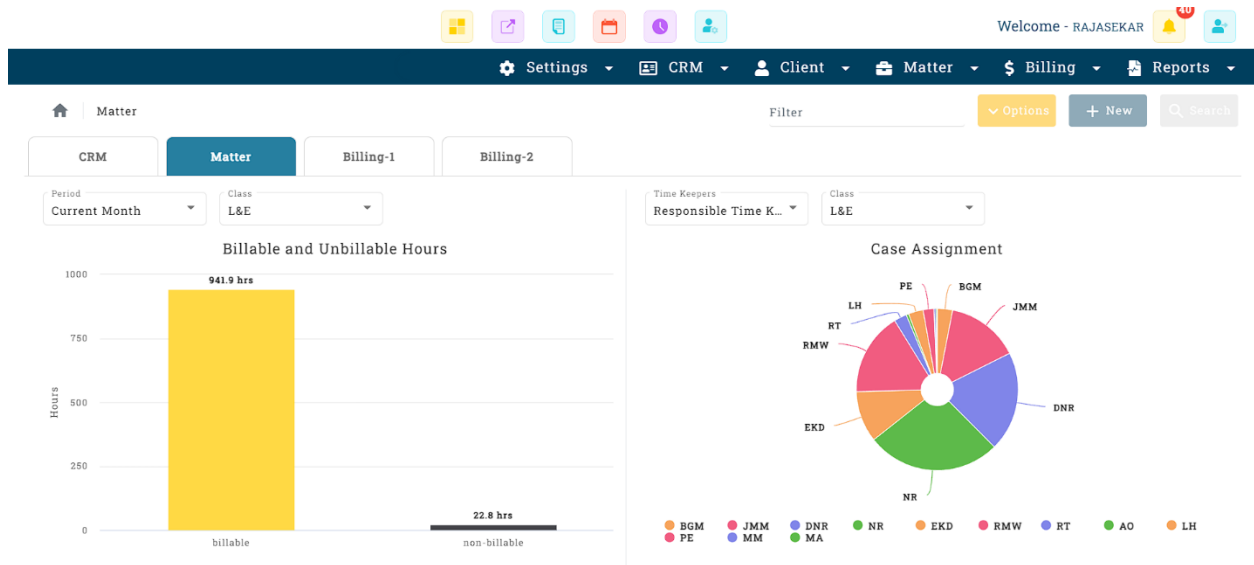 40
Welcome - RAJASEKAR
Settings CRM Client Matter Billing Reports
Matter Filter Options + New Search
CRM Matter Billing-1 Billing-2
Period Class Time Keepers Class
Current Month L&E Responsible Time K... L&E
Billable and Unbillable Hours
1000
941.9 hrs
750
500
250
0
Hours
22.8 hrs
billable non-billable
Case Assignment
PE BGM
LH JMM
RT
RMW
DNR
EKD
NR
BGM JMM DNR NR EKD RMW RT AO LH
PE MM MA